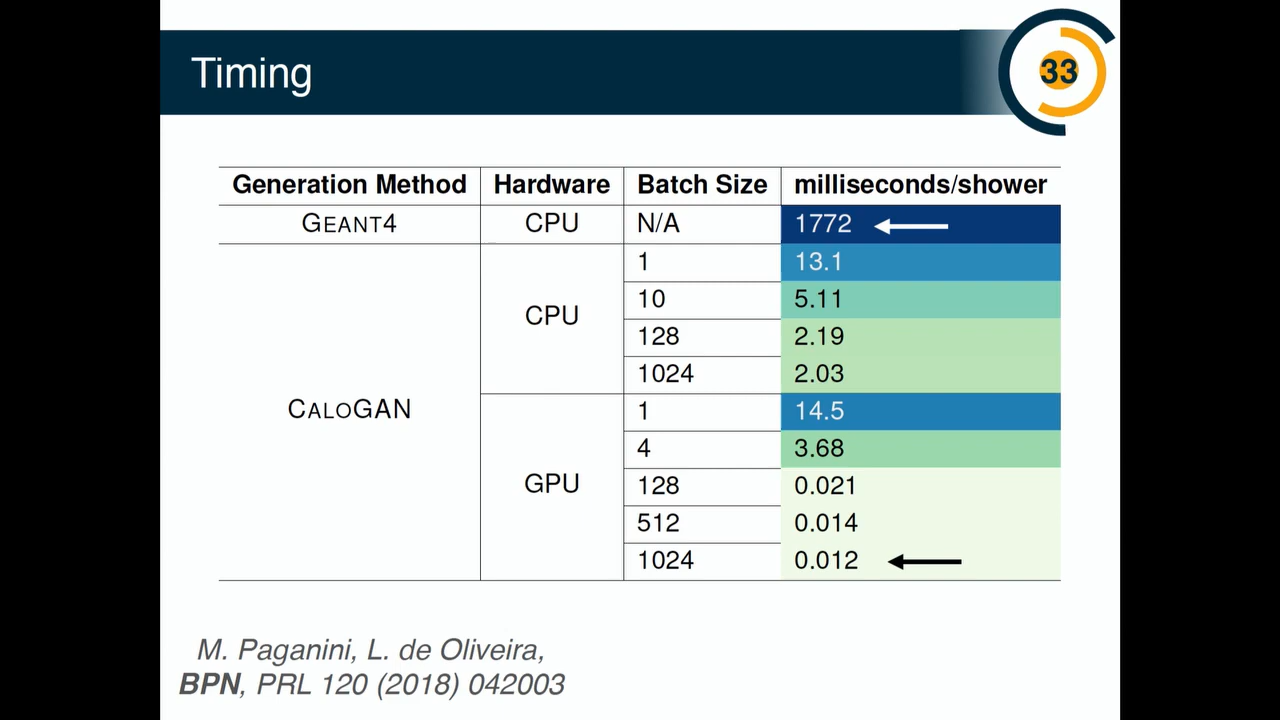 Timing
33
Generation Method Hardware Batch Size milliseconds/shower
GEANT4 CPU N/A 1772
CALOGAN CPU 1 13.1
10 5.11
128 2.19
1024 2.03
GPU 1 14.5
4 3.68
128 0.021
512 0.014
1024 0.012
M. Paganini, L. de Oliveira,
BPN, PRL 120 (2018) 042003